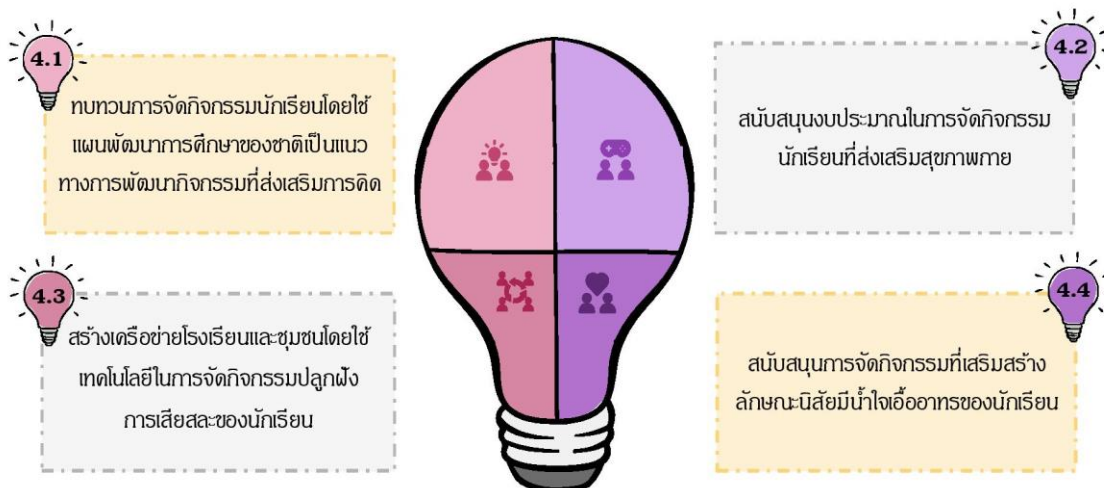 4.1
ทบทวนการจัดกิจกรรมนักเรียนโดยใช้
แผนพัฒนาการศึกษาของชาติเป็นแนว
ทางการพัฒนากิจกรรมที่ส่งเสริมการคิด
4.2
สนับสนุนงบประมาณในการจัดกิจกรรม
นักเรียนที่ส่งเสริมสุขภาพกาย
4.3
สร้างเครือข่ายโรงเรียนและชุมชนโดยใช้
เทคโนโลยีในการจัดกิจกรรมปลูกฝัง
การเสียสละของนักเรียน
4.4
สนับสนุนการจัดกิจกรรมที่เสริมสร้าง
ลักษณะนิสัยมีน้ำใจเอื้ออาทรของนักเรียน